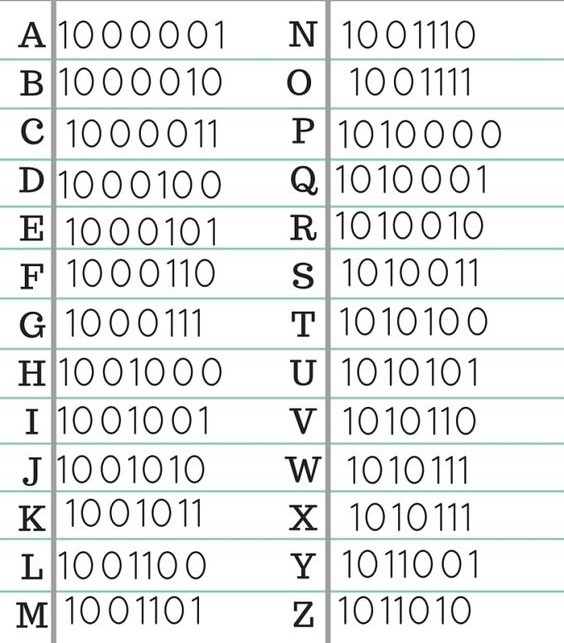 A 1000001 N 1001110
B 1000010 O 1001111
C 1000011 P 1010000
D 1000100 Q 1010001
E 1000101 R 1010010
F 1000110 S 1010011
G 1000111 T 1010100
H 1001000 U 1010101
I 1001001 V 1010110
J 1001010 W 1010111
K 1001011 X 1010111
L 1001100 Y 1011001
M 1001101 Z 1011010